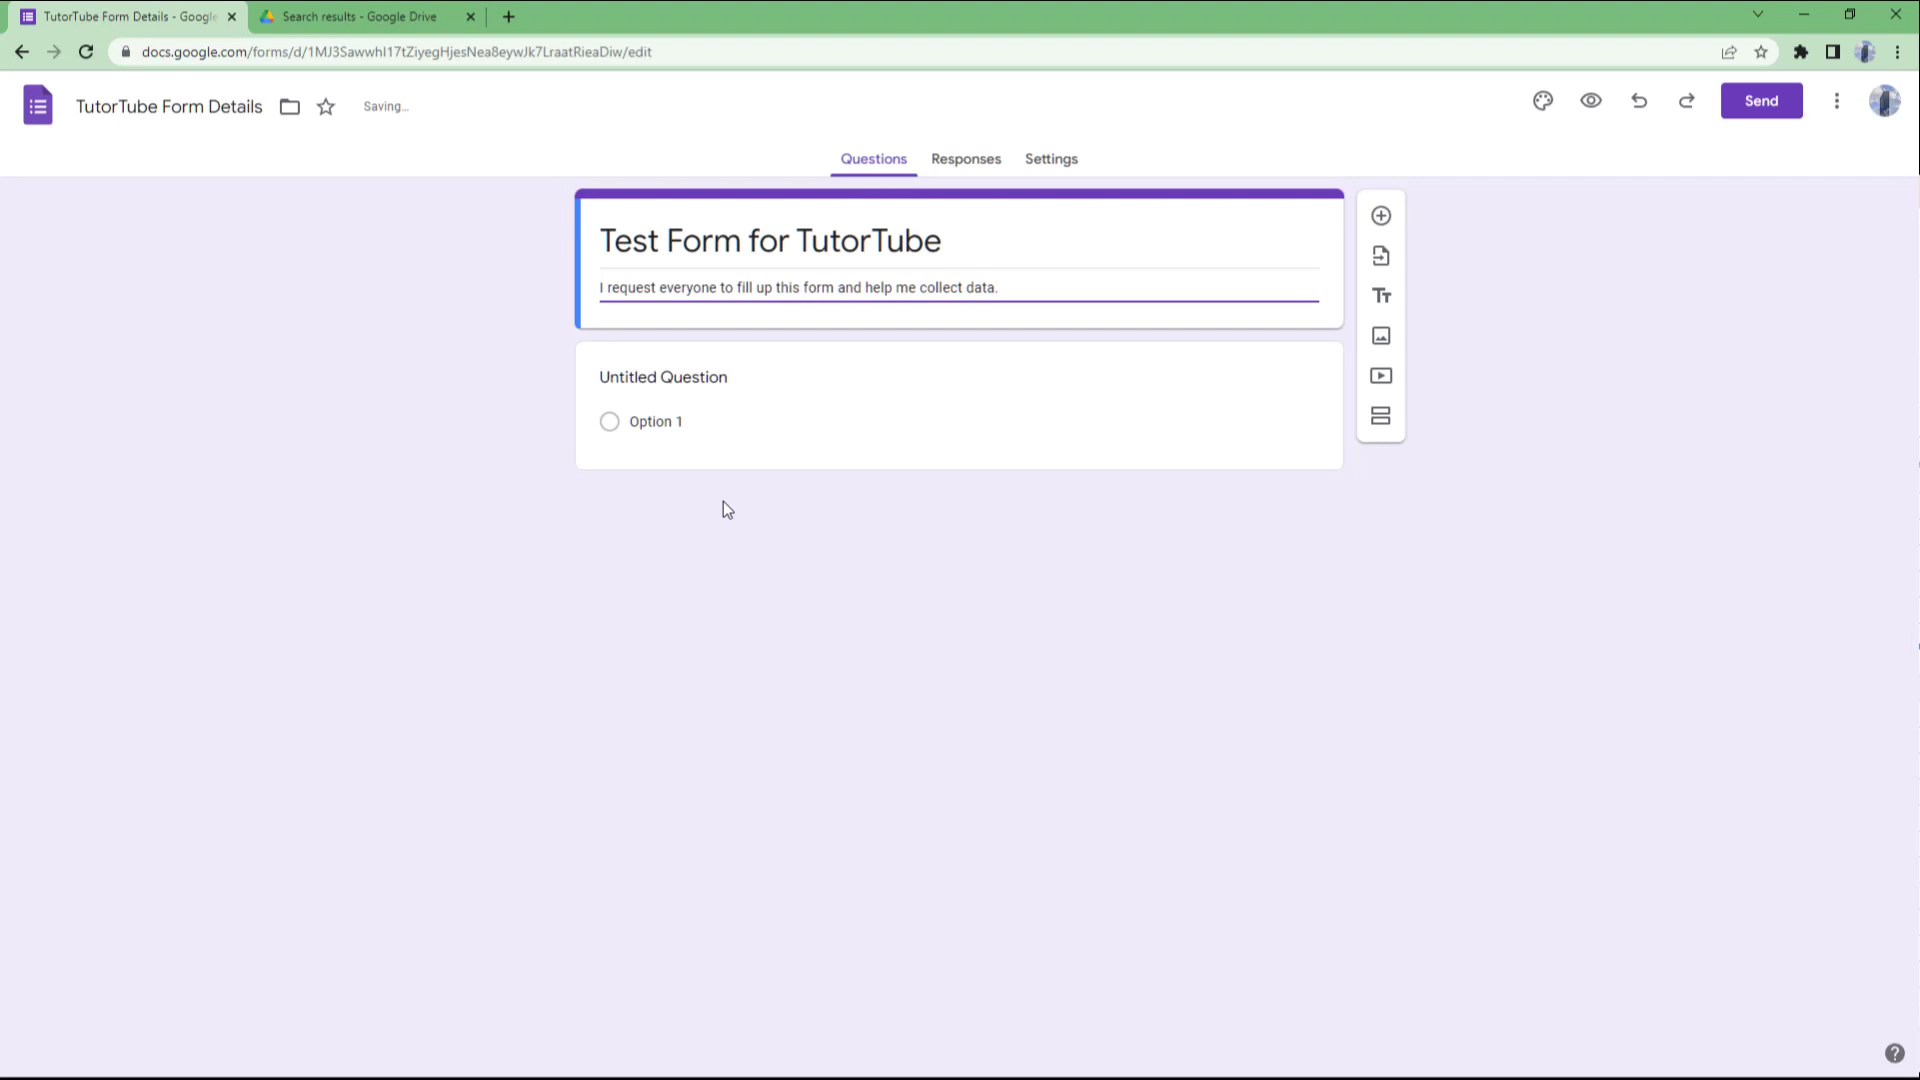 TutorTube Form Details - Google
Search results - Google Drive
docs.google.com/forms/d/1MJ3SawwhI17tZiyegHjesNea8eywJk7LraatRieaDiw/edit
TutorTube Form Details
Saving...
Send
Questions
Responses
Settings
Test Form for TutorTube
I request everyone to fill up this form and help me collect data.
Untitled Question
Option 1